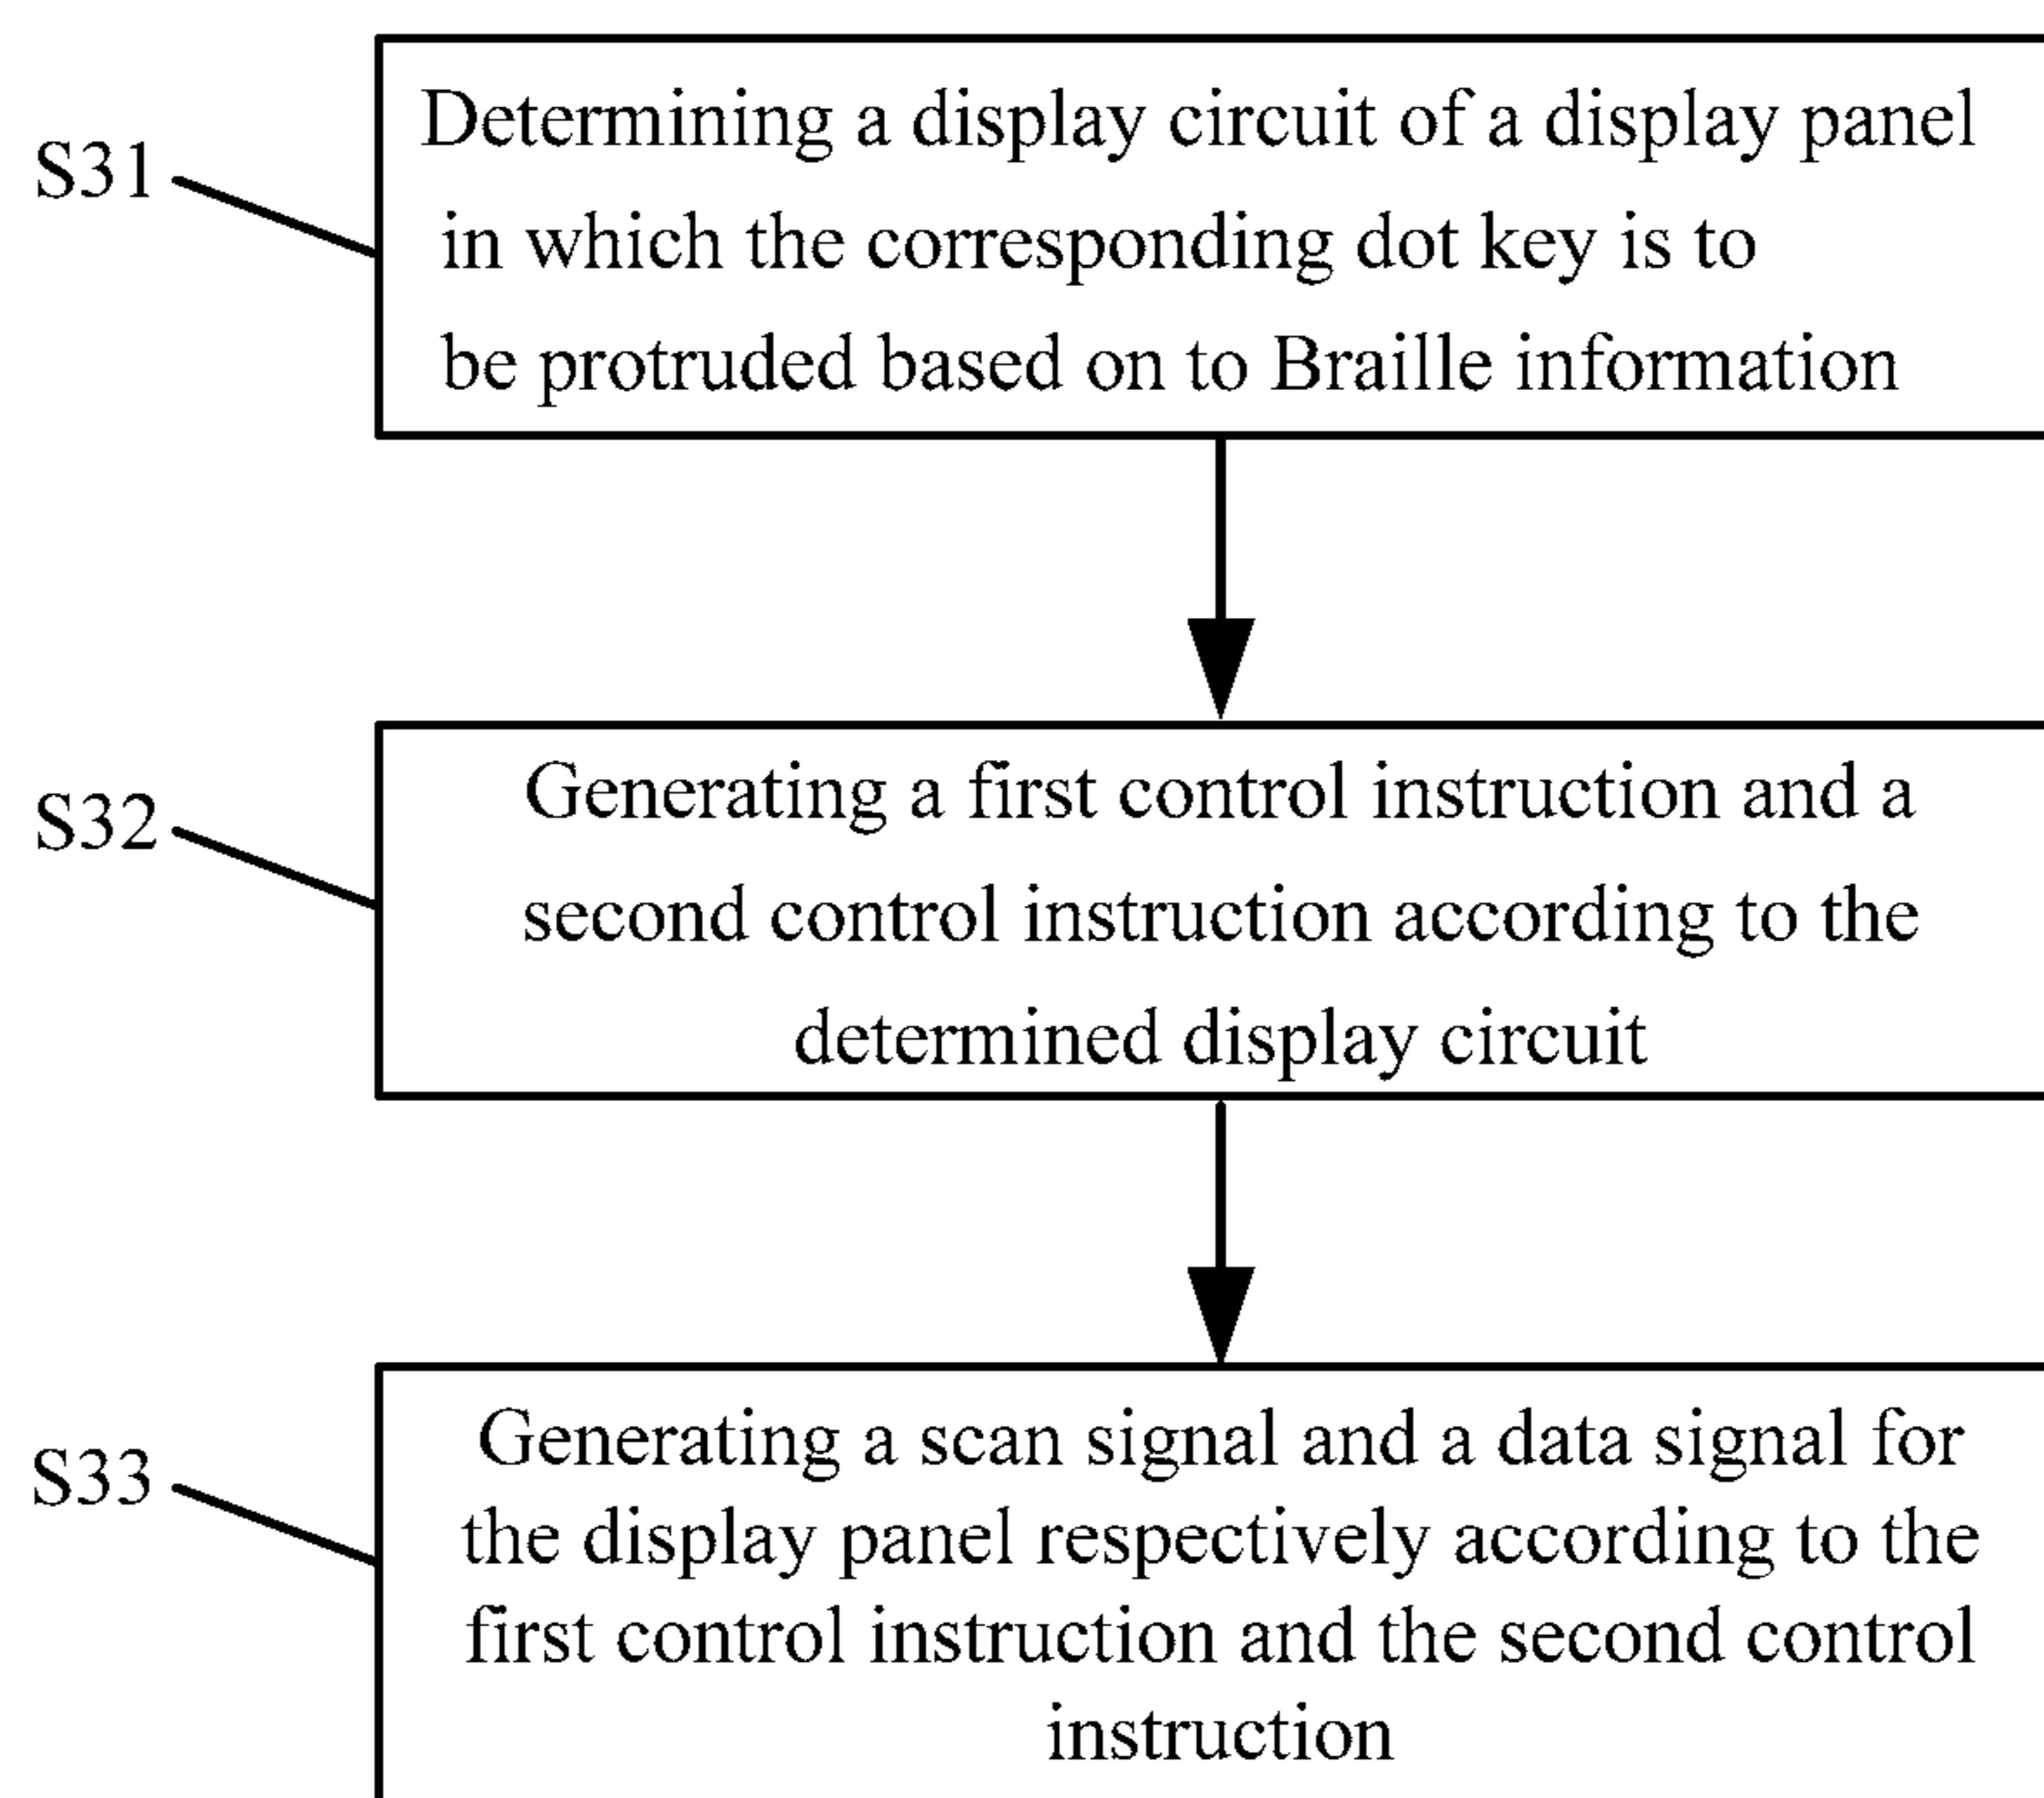 S31
Determining a display circuit of a display panel
in which the corresponding dot key is to
be protruded based on to Braille information
S32
Generating a first control instruction and a
second control instruction according to the
determined display circuit
S33
Generating a scan signal and a data signal for
the display panel respectively according to the
first control instruction and the second control
instruction